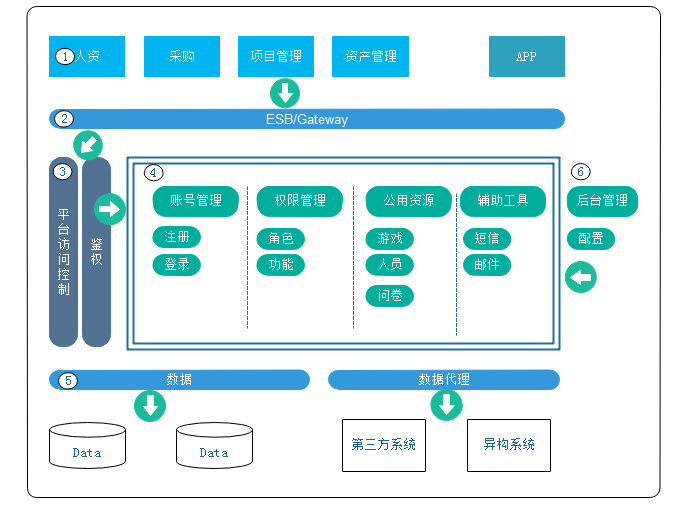 ① 人资
采购
项目管理
资产管理
APP
② ESB/Gateway
③ 平台访问控制
鉴权
④
账号管理
注册
登录
权限管理
角色
功能
公用资源
游戏
人员
问卷
辅助工具
短信
邮件
⑥
后台管理
配置
⑤ 数据
数据代理
Data
Data
第三方系统
异构系统